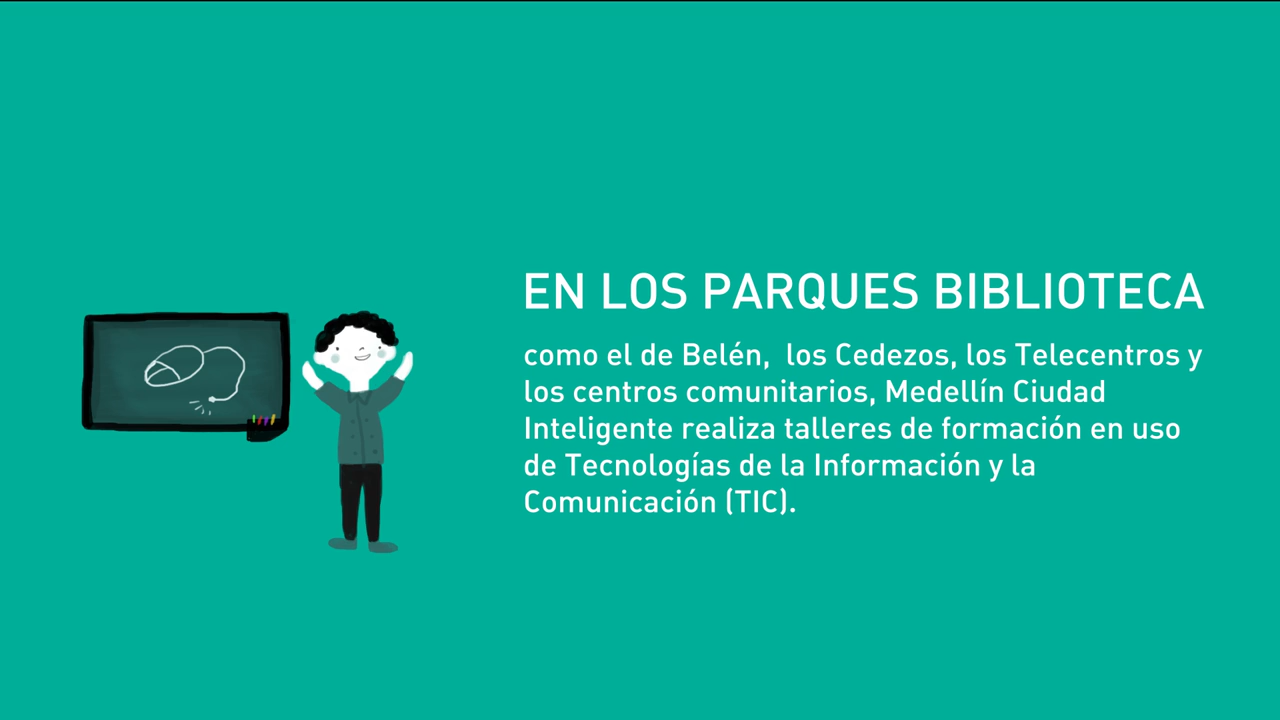 EN LOS PARQUES BIBLIOTECA
como el de Belén,  los Cedezos, los Telecentros y
los centros comunitarios, Medellín Ciudad
Inteligente realiza talleres de formación en uso
de Tecnologías de la Información y la
Comunicación (TIC).